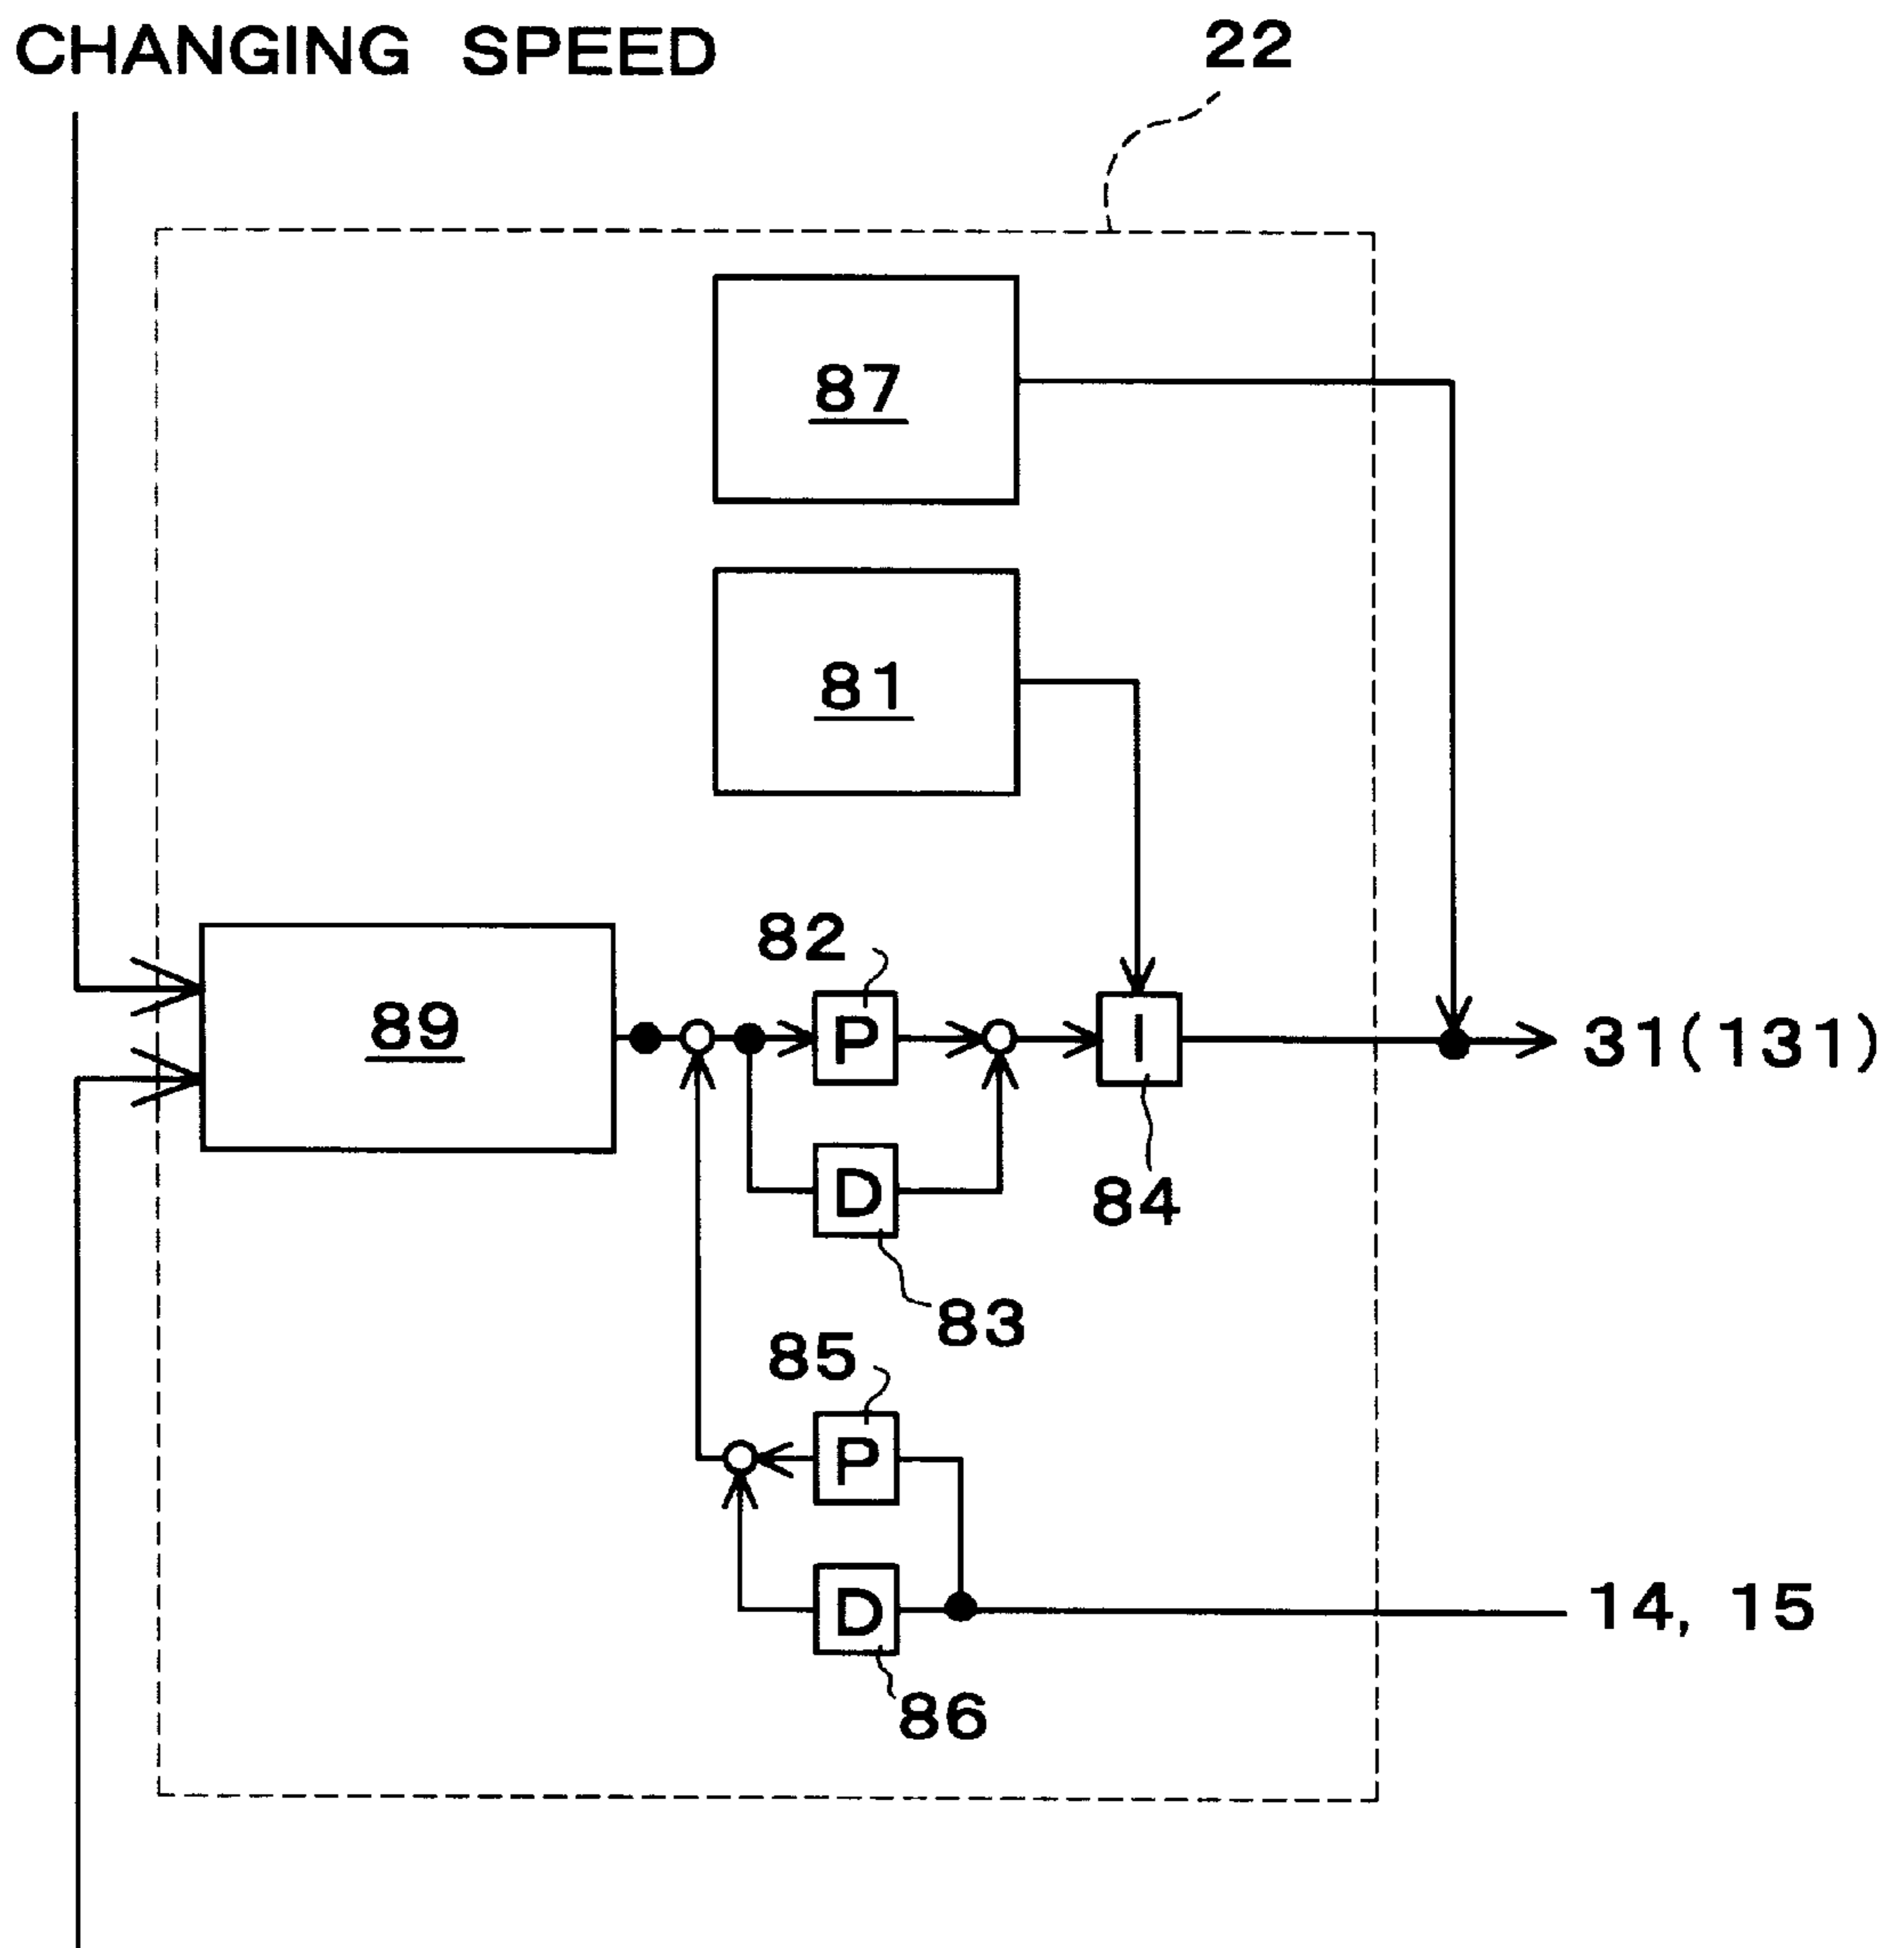 CHANGING SPEED
22
87
81
82
89
P
I
31(131)
D
84
83
85
P
D
14, 15
86